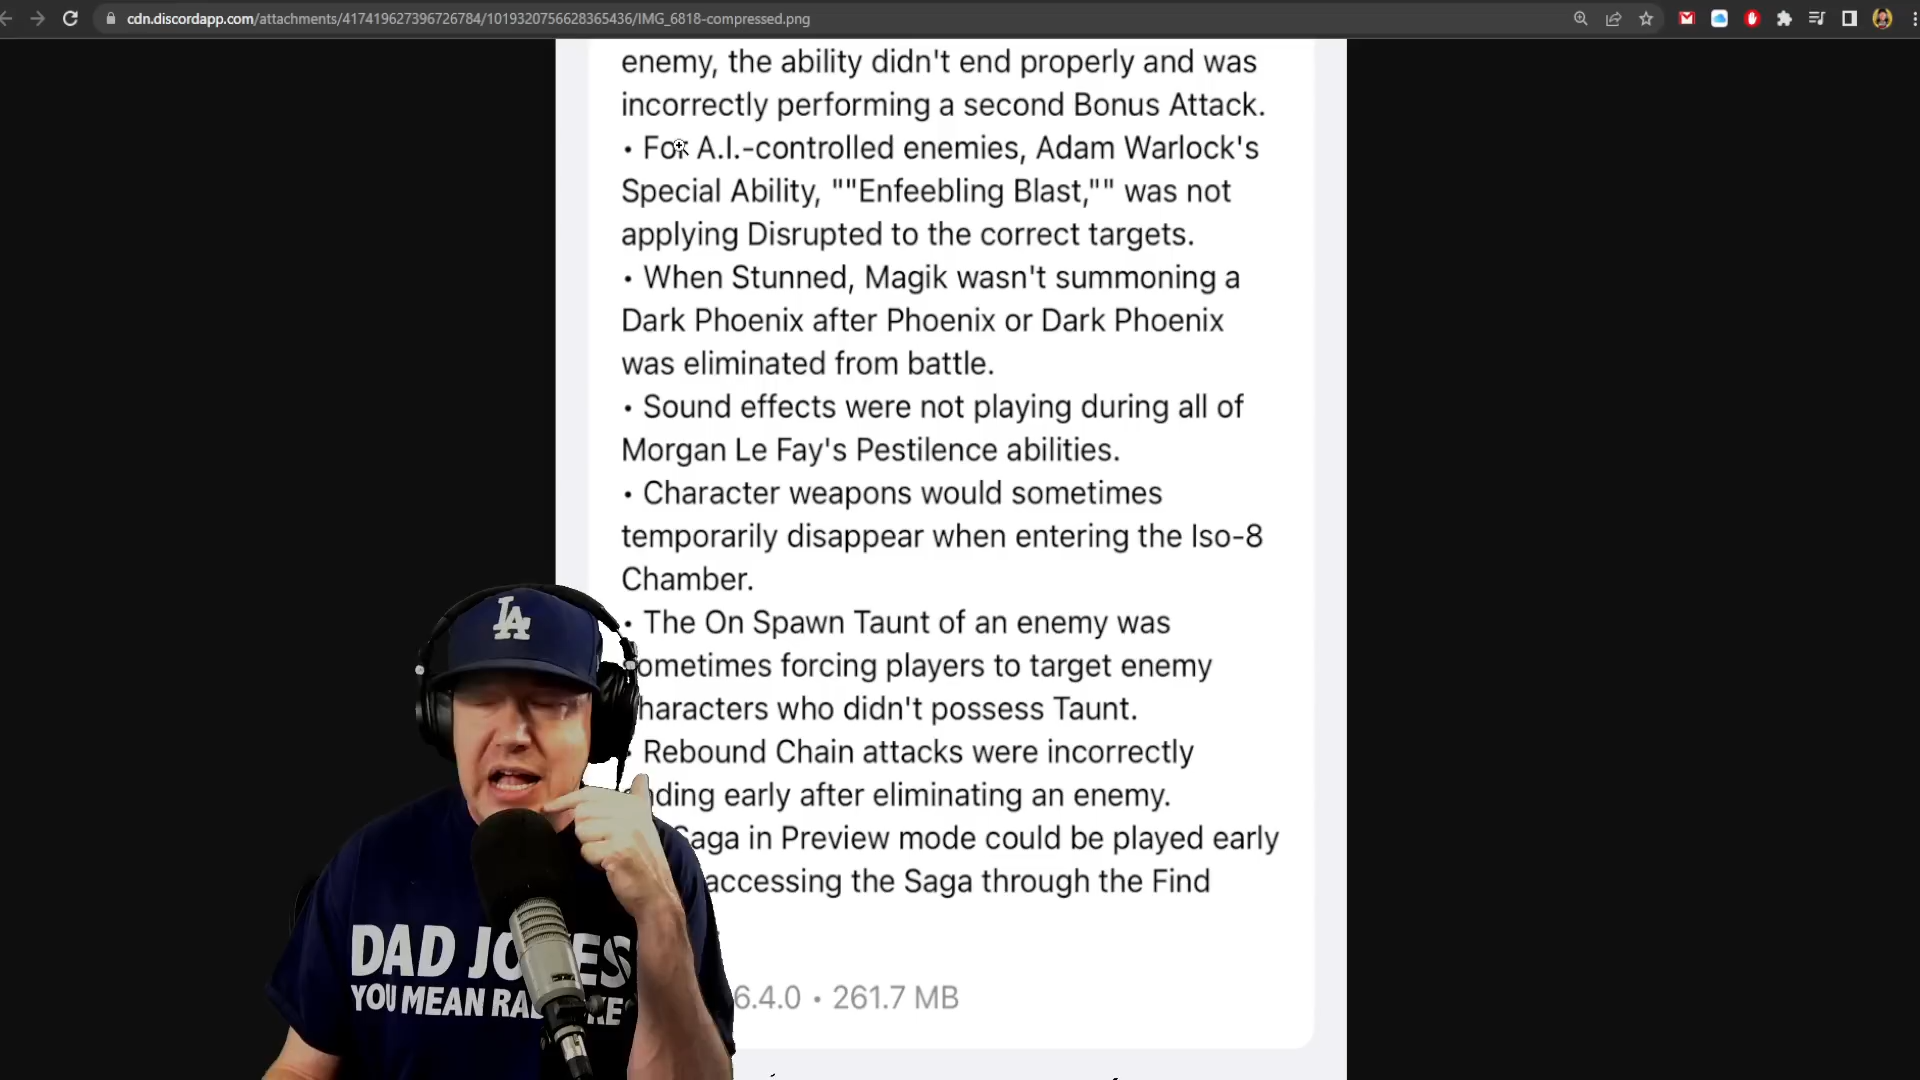 cdn.discordapp.com/attachments/417419627396726784/1019320756628365436/IMG_6818-compressed.png
enemy, the ability didn't end properly and was
incorrectly performing a second Bonus Attack.
• For A.I.-controlled enemies, Adam Warlock's
Special Ability, ""Enfeebling Blast,"" was not
applying Disrupted to the correct targets.
• When Stunned, Magik wasn't summoning a
Dark Phoenix after Phoenix or Dark Phoenix
was eliminated from battle.
• Sound effects were not playing during all of
Morgan Le Fay's Pestilence abilities.
• Character weapons would sometimes
temporarily disappear when entering the Iso-8
Chamber.
• The On Spawn Taunt of an enemy was
ometimes forcing players to target enemy
haracters who didn't possess Taunt.
• Rebound Chain attacks were incorrectly
nding early after eliminating an enemy.
Saga in Preview mode could be played early
accessing the Saga through the Find
6.4.0 • 261.7 MB
LA
DAD JO ES
YOU MEAN RA KE